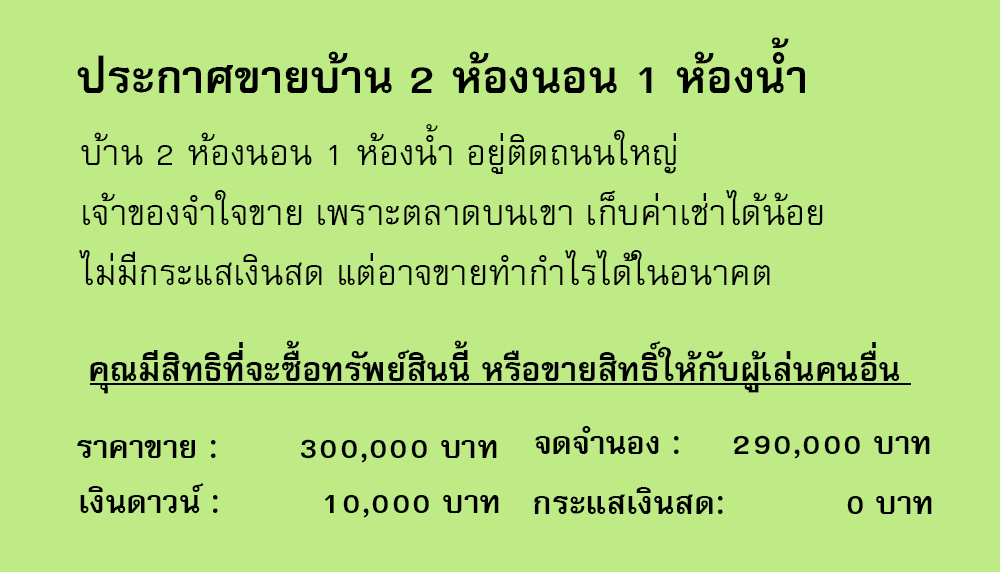 ประกาศขายบ้าน 2 ห้องนอน 1 ห้องน้ำ
บ้าน 2 ห้องนอน 1 ห้องน้ำ อยู่ติดถนนใหญ่
เจ้าของจำใจขาย เพราะตลาดบนเขา เก็บค่าเช่าได้น้อย
ไม่มีกระแสเงินสด แต่อาจขายทำกำไรได้ในอนาคต
คุณมีสิทธิที่จะซื้อทรัพย์สินนี้ หรือขายสิทธิ์ให้กับผู้เล่นคนอื่น
ราคาขาย : 300,000 บาท จดจำนอง : 290,000 บาท
เงินดาวน์ : 10,000 บาท กระแสเงินสด: 0 บาท